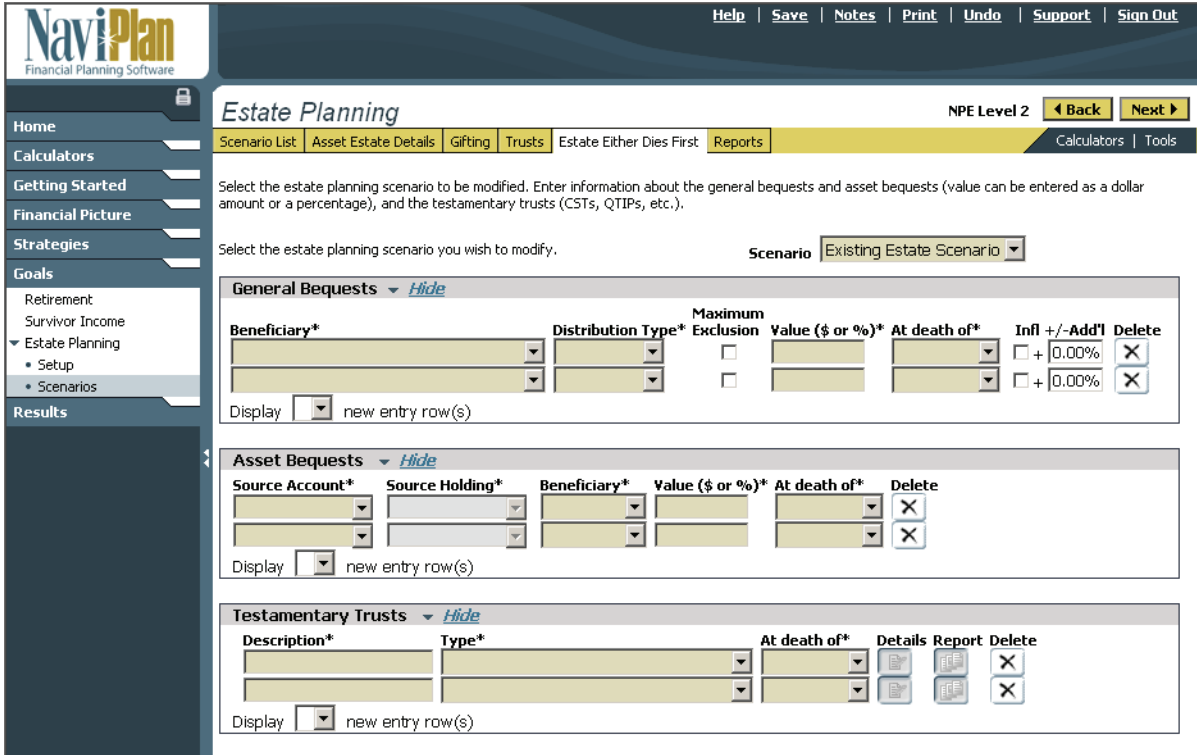 Help | Save | Notes | Print | Undo | Support | Sign Out
NaviPlan
Financial Planning Software
Home
Calculators
Getting Started
Financial Picture
Strategies
Goals
Retirement
Survivor Income
Estate Planning
• Setup
• Scenarios
Results
Estate Planning
NPE Level 2 Back Next
Scenario List Asset Estate Details Gifting Trusts Estate Either Dies First Reports Calculators | Tools
Select the estate planning scenario to be modified. Enter information about the general bequests and asset bequests (value can be entered as a dollar
amount or a percentage), and the testamentary trusts (CSTs, QTIPs, etc.).
Select the estate planning scenario you wish to modify. Scenario Existing Estate Scenario
General Bequests Hide
Maximum
Beneficiary* Distribution Type* Exclusion Value ($ or %)* At death of* Infl +/-Add'l Delete
+ 0.00%
+ 0.00%
Display new entry row(s)
Asset Bequests Hide
Source Account* Source Holding* Beneficiary* Value ($ or %)* At death of* Delete
Display new entry row(s)
Testamentary Trusts Hide
Description* Type* At death of* Details Report Delete
Display new entry row(s)